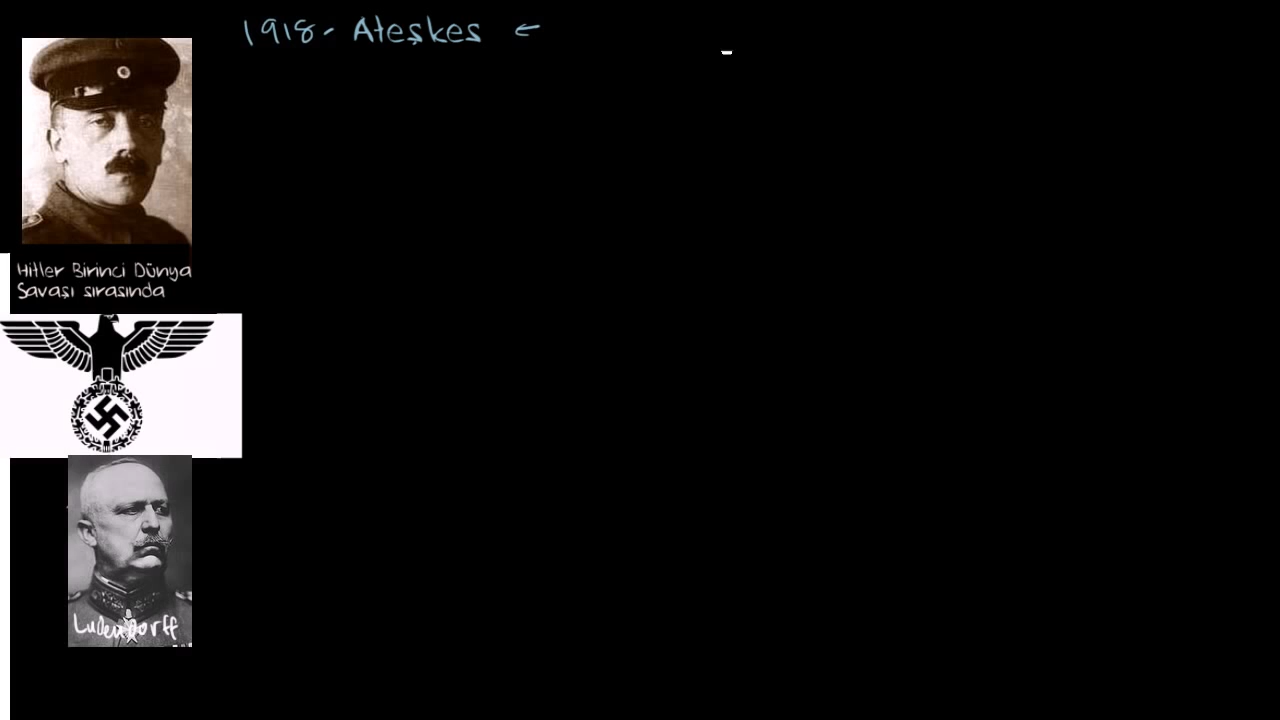 1918- Ateşkes ←
Hitler Birinci Dünya
Savaşı sırasında
Ludendorff